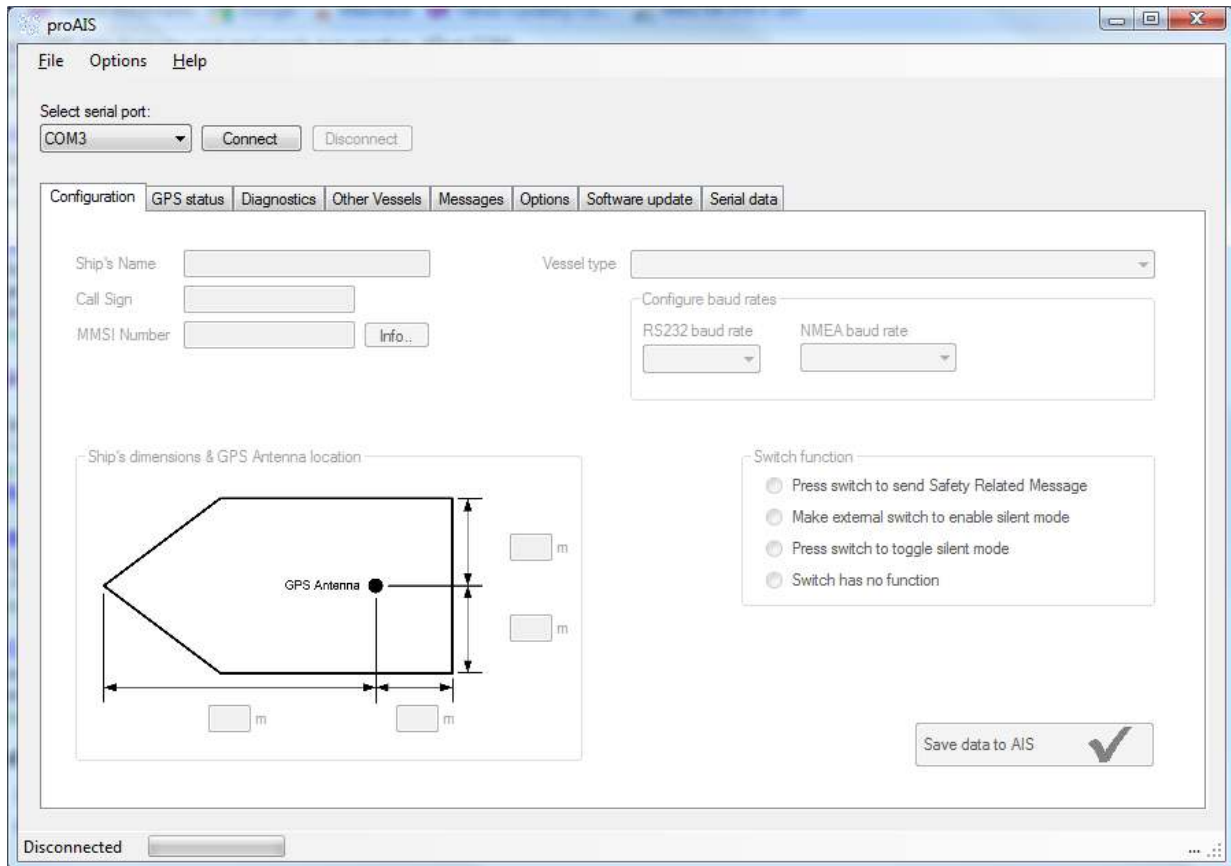 proAIS
File Options Help
Select serial port:
COM3 Connect Disconnect
Configuration GPS status Diagnostics Other Vessels Messages Options Software update Serial data
Ship's Name
Vessel type
Call Sign
Configure baud rates
MMSI Number Info..
RS232 baud rate NMEA baud rate
Ship's dimensions & GPS Antenna location
Switch function
Press switch to send Safety Related Message
Make external switch to enable silent mode
m
Press switch to toggle silent mode
GPS Antenna
Switch has no function
m
m m
Save data to AIS
Disconnected ...